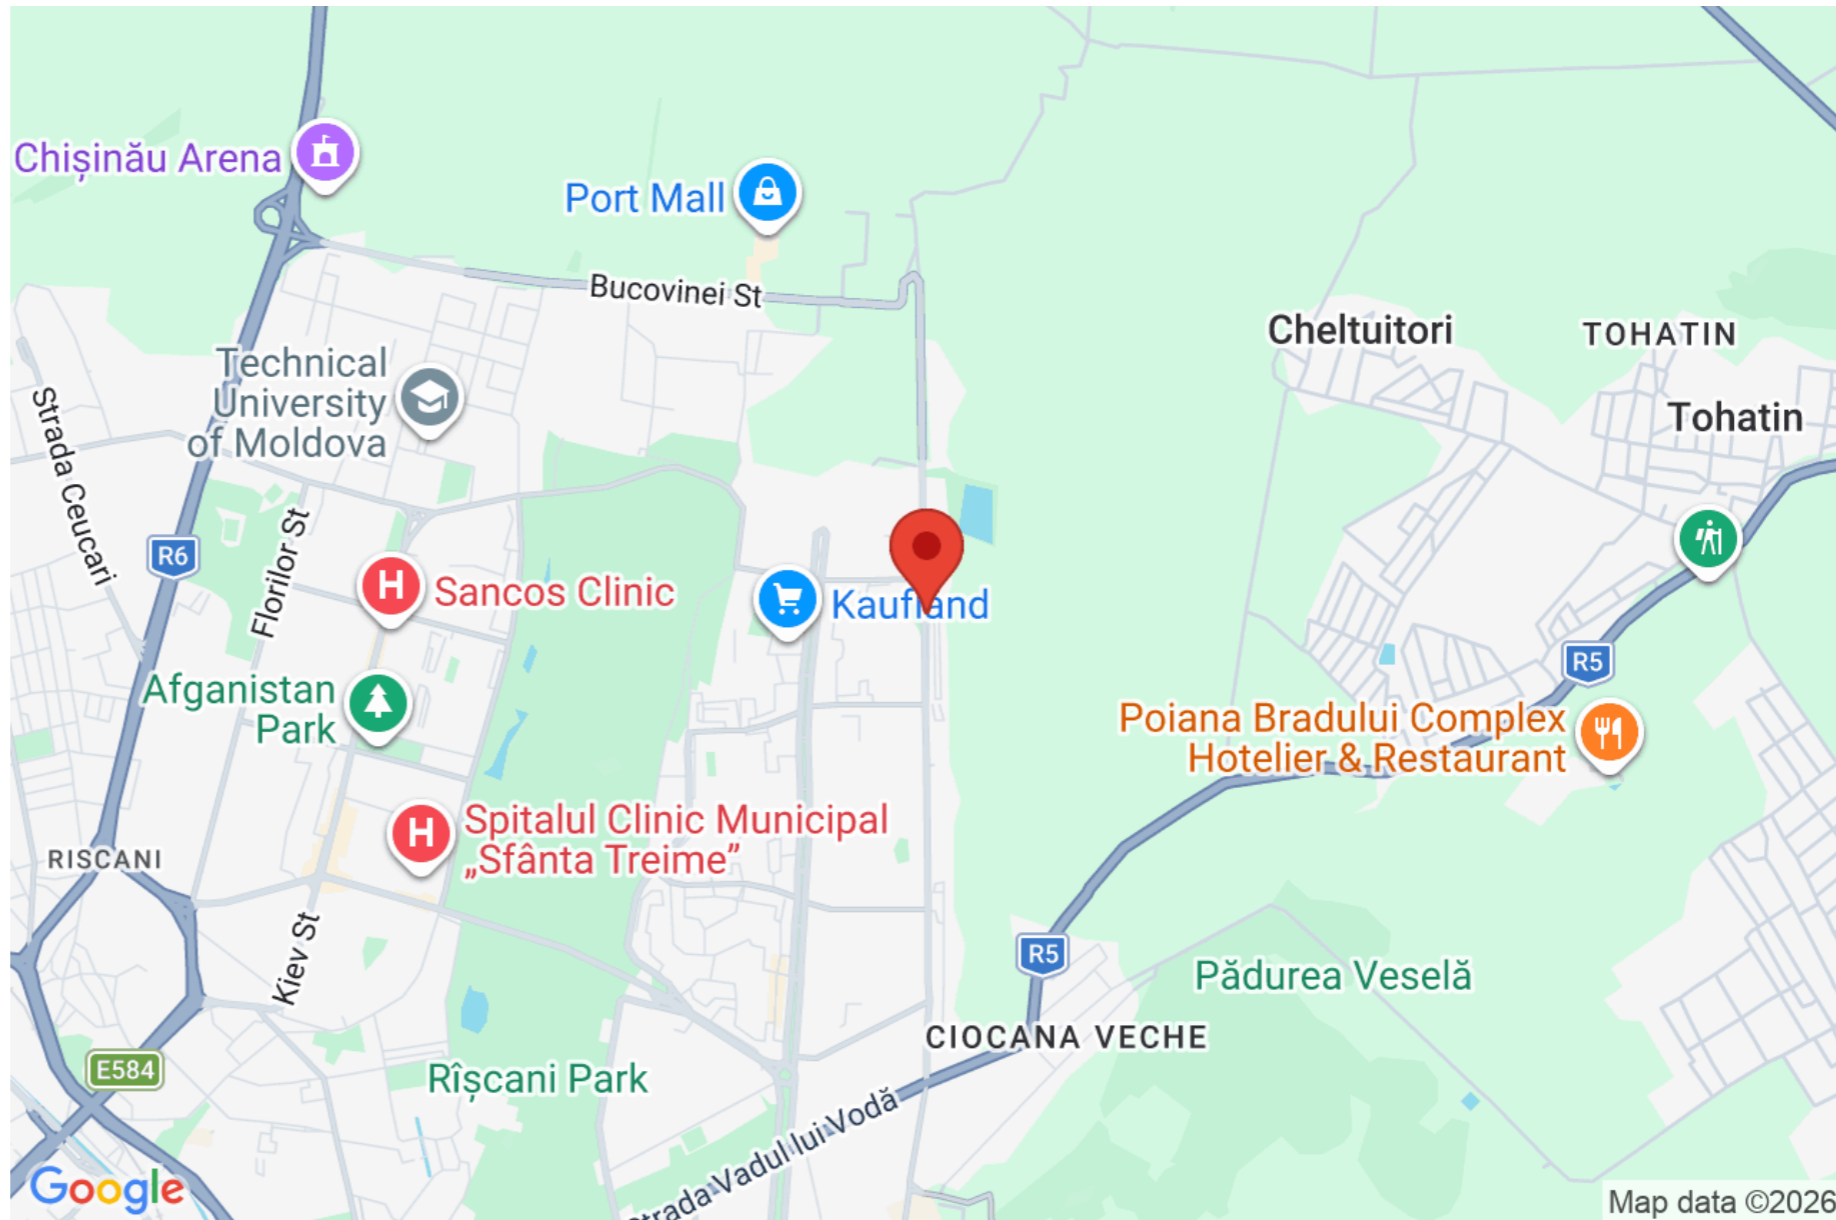 Chișinău Arena
Port Mall
Bucovinei St
Cheltuitori
TOHATIN
Technical
University
of Moldova
Tohatin
Strada Ceucari
Florilor St
R6
H
Sancos Clinic
Kaufland
R5
Afganistan
Park
Poiana Bradului Complex
Hotelier & Restaurant
H
Spitalul Clinic Municipal
„Sfânta Treime”
RISCANI
Kiev St
R5
Pădurea Veselă
CIOCANA VECHE
E584
Rîșcani Park
Strada Vadul lui Vodă
Google
Map data ©2026